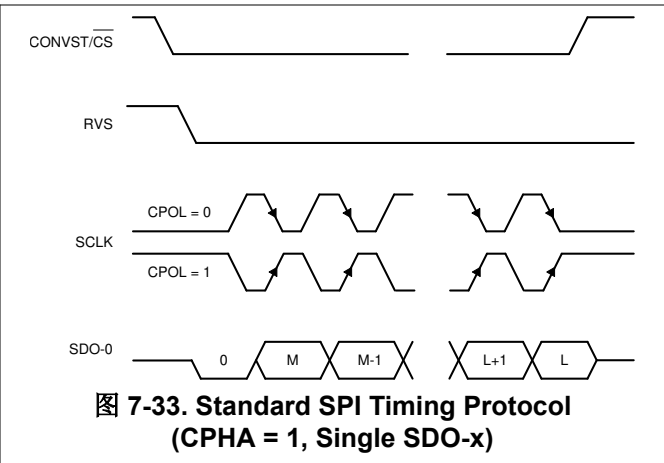 CONVST/CS
RVS
CPOL = 0
SCLK
CPOL = 1
SDO-0
0
M
M-1
L+1
L
图 7-33. Standard SPI Timing Protocol
(CPHA = 1, Single SDO-x)